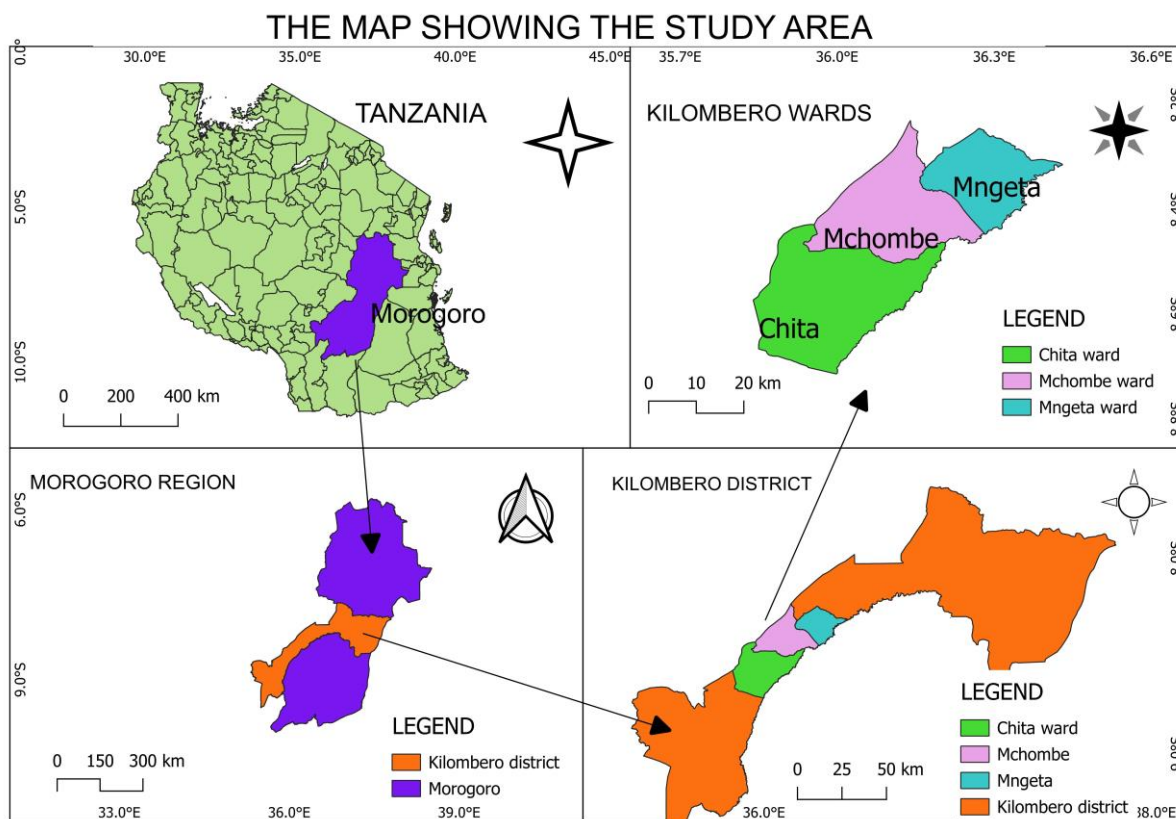 THE MAP SHOWING THE STUDY AREA
0.0°
30.0°E 35.0°E 40.0°E 45.0°E
35.7°E 36.0°E 36.3°E 36.6°E
TANZANIA
5.0°S
Morogoro
10.0°S
0 200 400 km
KILOMBERO WARDS
Mngeta
Mchombe
Chita
LEGEND
Chita ward
Mchombe ward
Mngeta ward
0 10 20 km
MOROGORO REGION
6.0°S
9.0°S
LEGEND
Kilombero district
Morogoro
0 150 300 km
33.0°E 36.0°E 39.0°E
KILOMBERO DISTRICT
LEGEND
Chita ward
Mchombe
Mngeta
Kilombero district
0 25 50 km
36.0°E